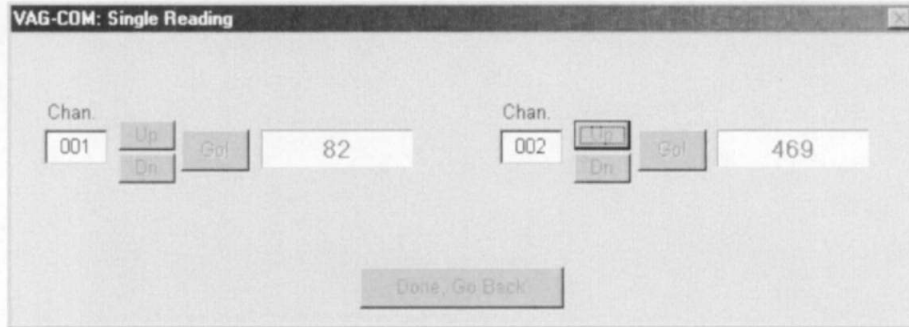 VAG-COM: Single Reading
Chan.
001
Up
Dn
Go!
82
Chan.
002
Up
Dn
Go!
469
Done, Go Back